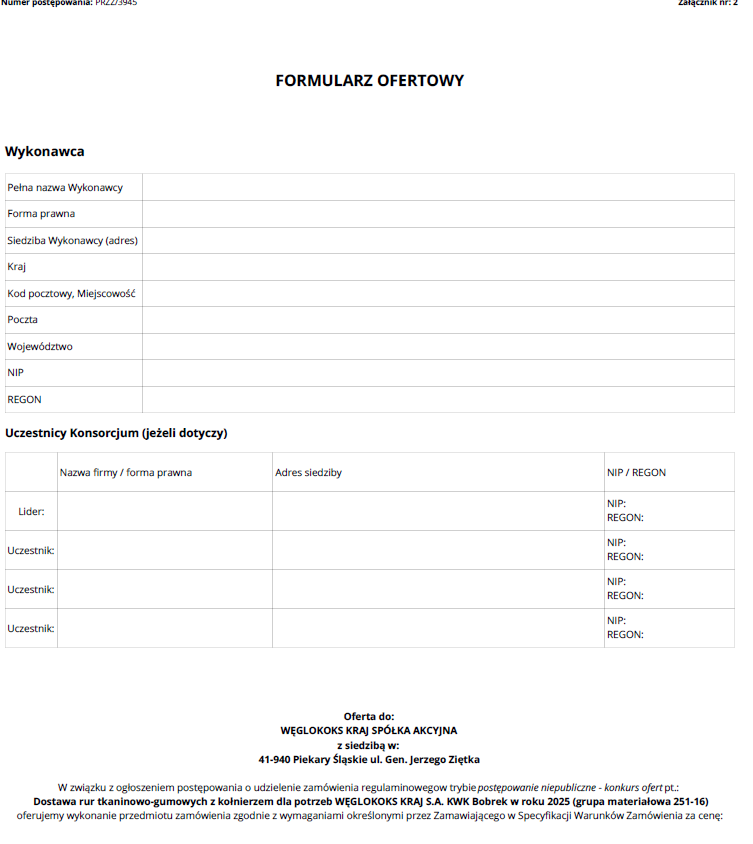 Numer postępowania: PRZZ/3945 Załącznik nr: 2
FORMULARZ OFERTOWY
Wykonawca
Pełna nazwa Wykonawcy
Forma prawna
Siedziba Wykonawcy (adres)
Kraj
Kod pocztowy, Miejscowość
Poczta
Województwo
NIP
REGON
Uczestnicy Konsorcjum (jeżeli dotyczy)
Nazwa firmy / forma prawna Adres siedziby NIP / REGON
Lider: NIP:
REGON:
Uczestnik: NIP:
REGON:
Uczestnik: NIP:
REGON:
Uczestnik: NIP:
REGON:
Oferta do:
WĘGLOKOKS KRAJ SPÓŁKA AKCYJNA
z siedzibą w:
41-940 Piekary Śląskie ul. Gen. Jerzego Ziętka
W związku z ogłoszeniem postępowania o udzielenie zamówienia regulaminowegow trybie postępowanie niepubliczne - konkurs ofert pt.:
Dostawa rur tkaninowo-gumowych z kołnierzem dla potrzeb WĘGLOKOKS KRAJ S.A. KWK Bobrek w roku 2025 (grupa materiałowa 251-16)
oferujemy wykonanie przedmiotu zamówienia zgodnie z wymaganiami określonymi przez Zamawiającego w Specyfikacji Warunków Zamówienia za cenę: